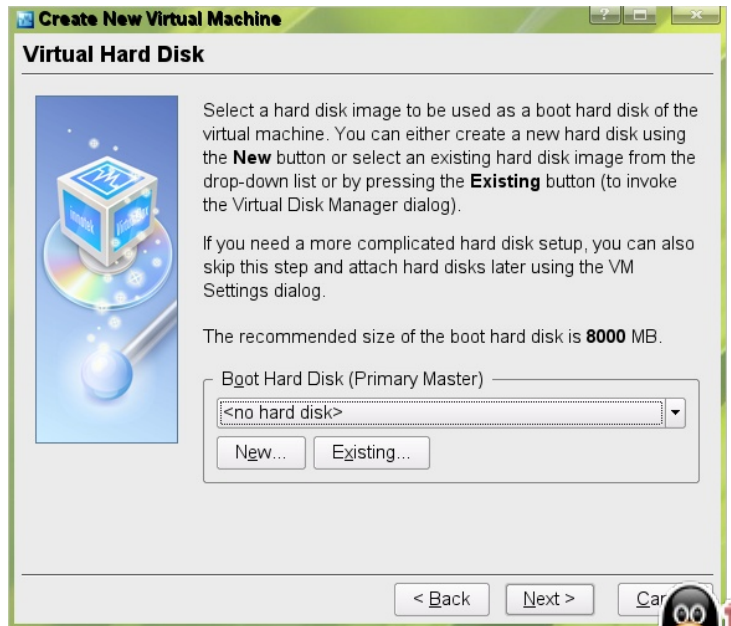 Create New Virtual Machine
Virtual Hard Disk
Select a hard disk image to be used as a boot hard disk of the
virtual machine. You can either create a new hard disk using
the New button or select an existing hard disk image from the
drop-down list or by pressing the Existing button (to invoke
the Virtual Disk Manager dialog).
If you need a more complicated hard disk setup, you can also
skip this step and attach hard disks later using the VM
Settings dialog.
The recommended size of the boot hard disk is 8000 MB.
Boot Hard Disk (Primary Master)
<no hard disk>
New... Existing...
< Back Next >
innotek VirtualBox